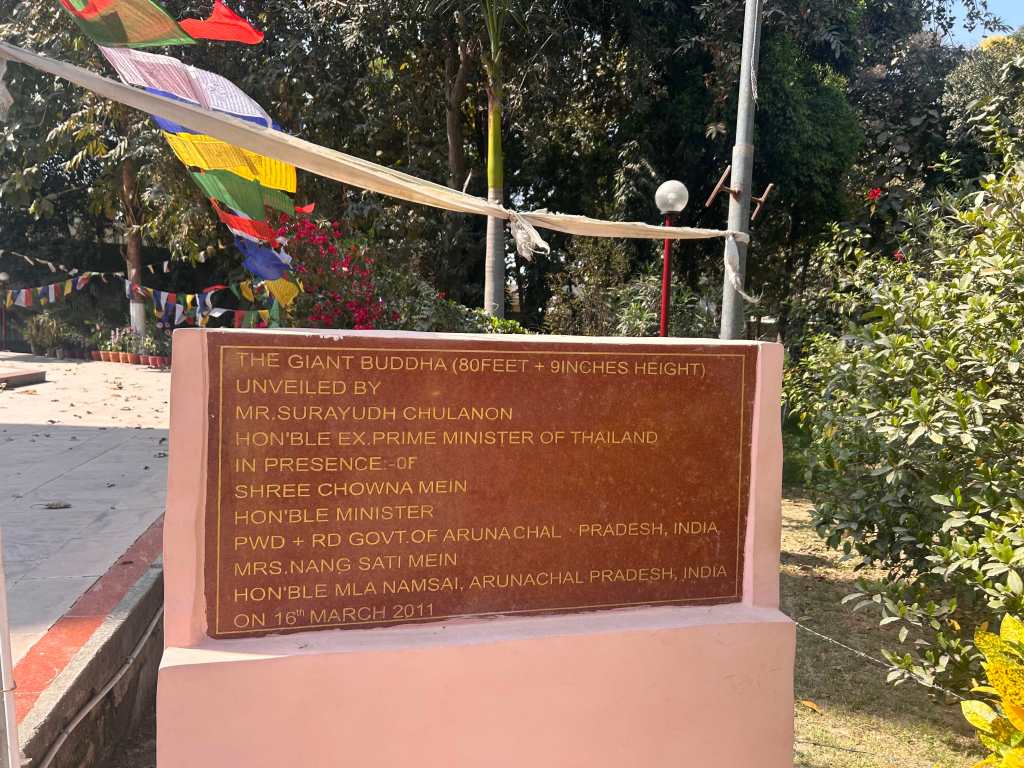 THE GIANT BUDDHA (80FEET + 9INCHES HEIGHT)
UNVEILED BY
MR.SURAYUDH CHULANON
HON'BLE EX.PRIME MINISTER OF THAILAND
IN PRESENCE:-0F
SHREE CHOWNA MEIN
HON'BLE MINISTER
PWD + RD GOVT.OF ARUNACHAL PRADESH, INDIA
MRS.NANG SATI MEIN
HON'BLE MLA NAMSAI, ARUNACHAL PRADESH, INDIA
ON 16th MARCH 2011